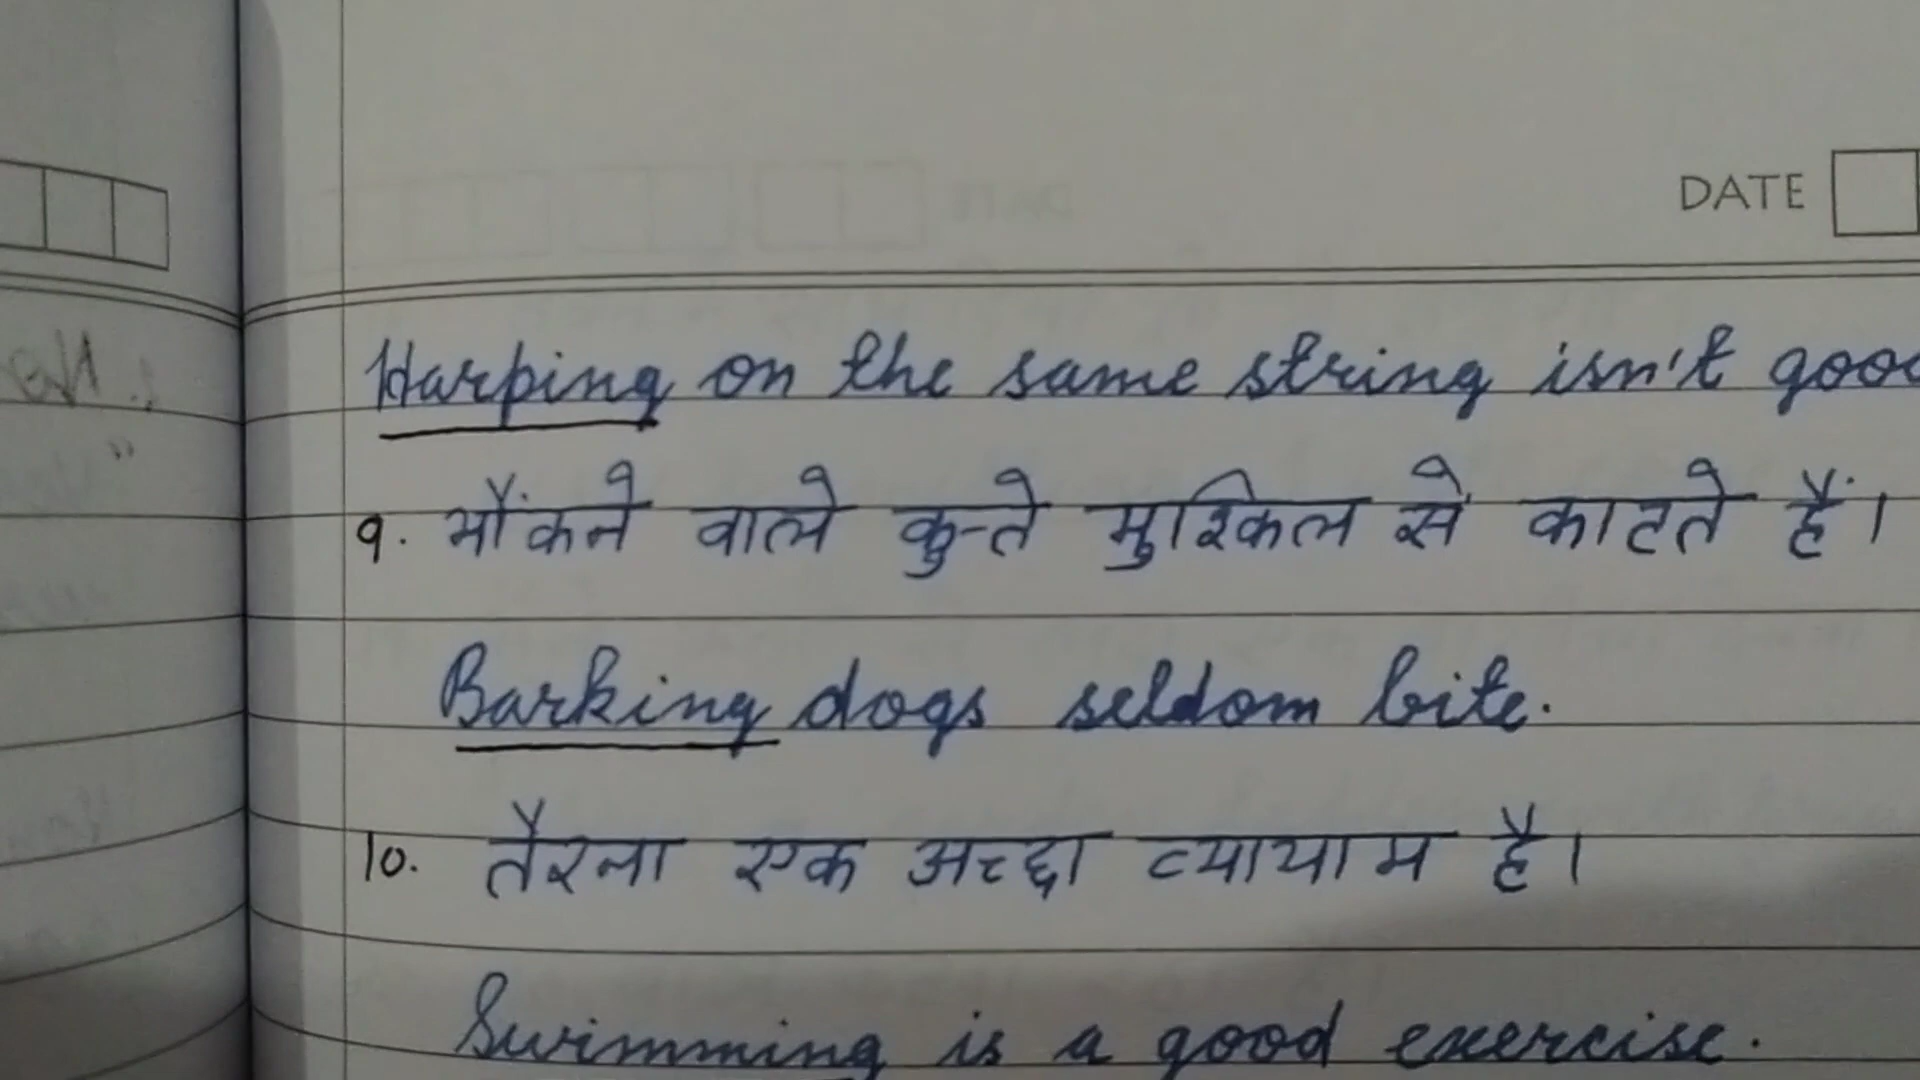 DATE
Harping on the same string isn't good
9. भौंकने वाले कुत्ते मुश्किल से काटते हैं।
Barking dogs seldom bite.
10. तैरना एक अच्छा व्यायाम है।
Swimming is a good exercise.